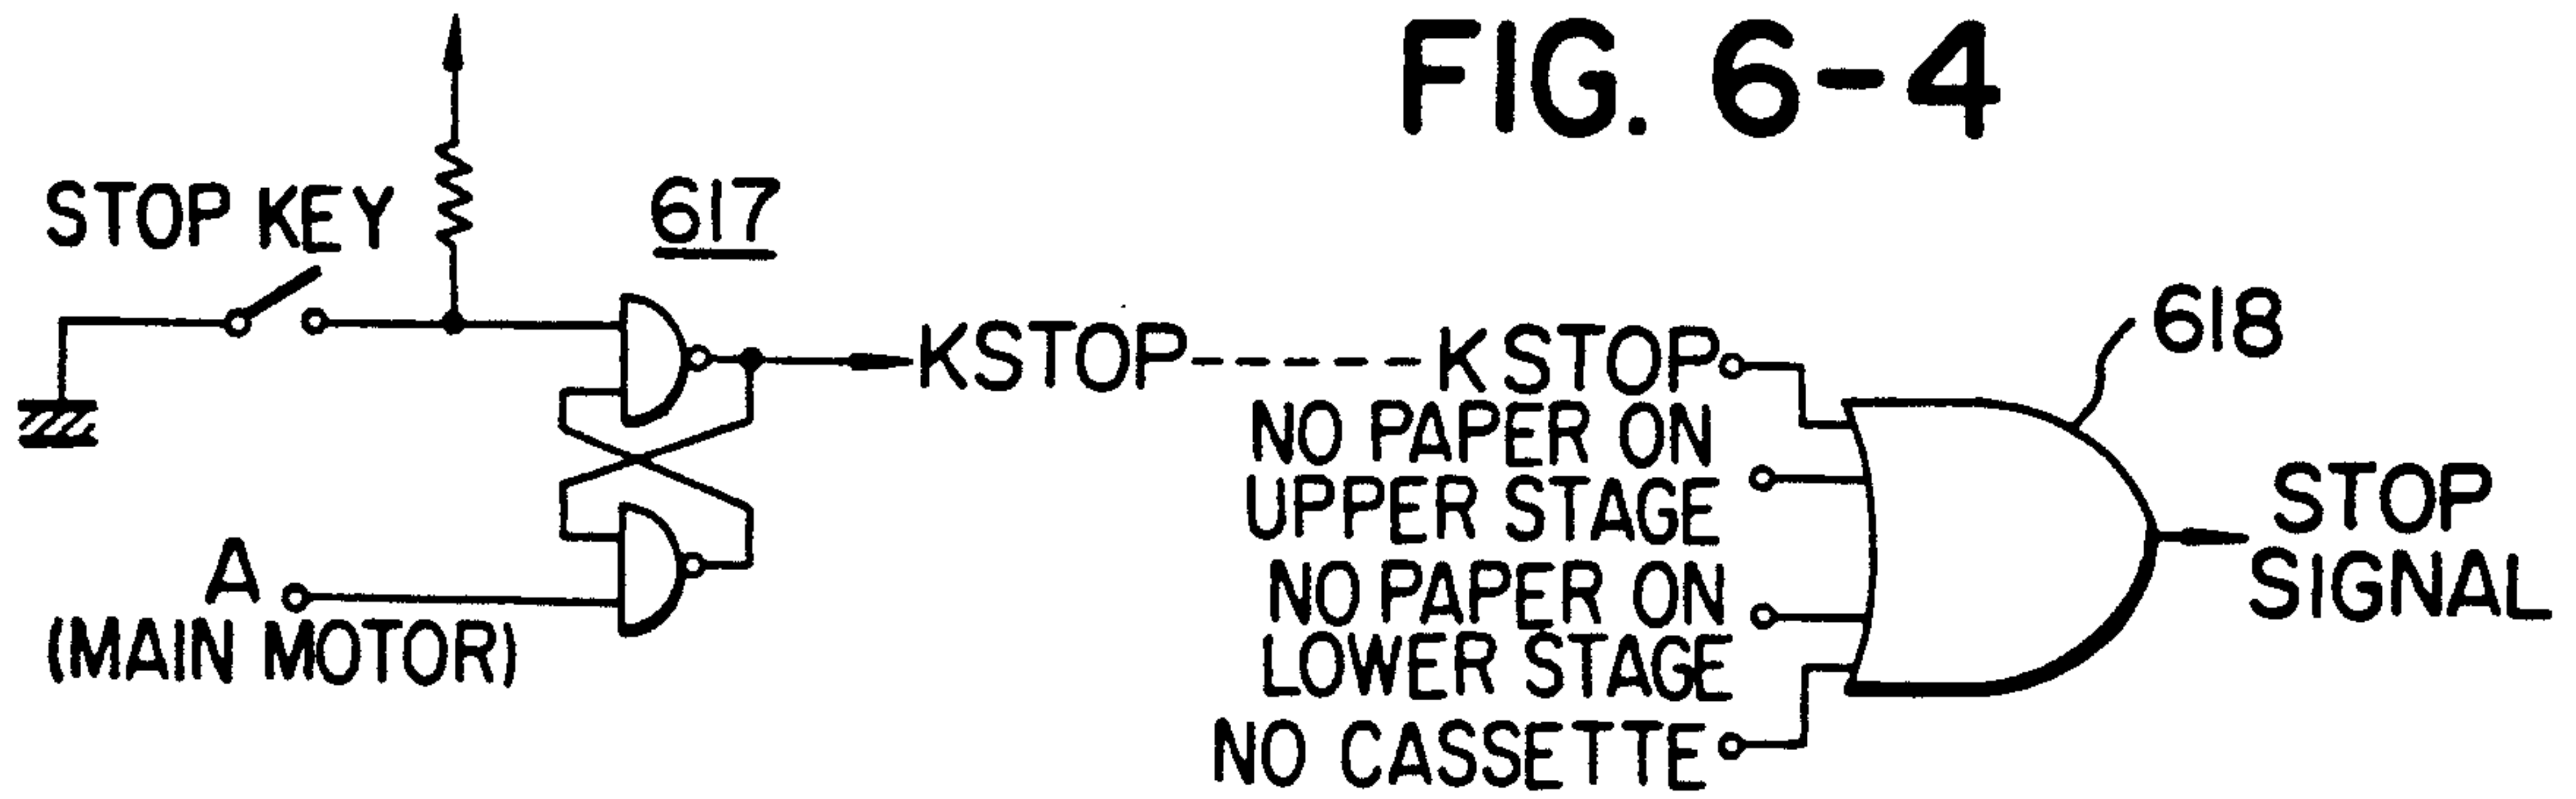 FIG. 6-4
STOP KEY
617
KSTOP
KSTOP
618
NO PAPER ON
UPPER STAGE
STOP
SIGNAL
A
(MAIN MOTOR)
NO PAPER ON
LOWER STAGE
NO CASSETTE